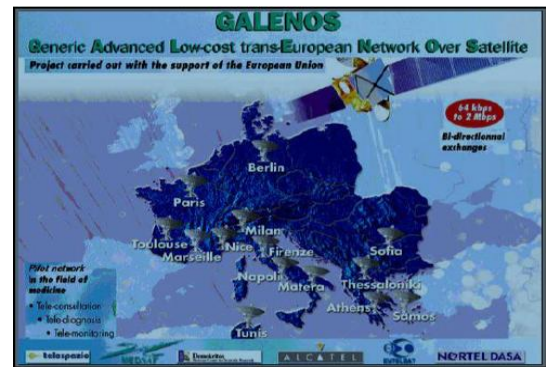 GALENOS
Generic Advanced Low-cost trans-European Network Over Satellite
Project carried out with the support of the European Union
64 kbps
to 2 Mbps
Bi-directionnal
exchanges
Berlin
Paris
Milan
Toulouse
Nice
Firenze
Sofia
Marseille
Napoli
Matera
Thessaloniki
Athens
Samos
Tunis
Pilot network
in the field of
medicine
• Tele-consultation
• Tele-diagnosis
• Tele-monitoring
telespazio
MEDSAT
Demokritos
ALCATEL
EUTELSAT
NORTEL DASA